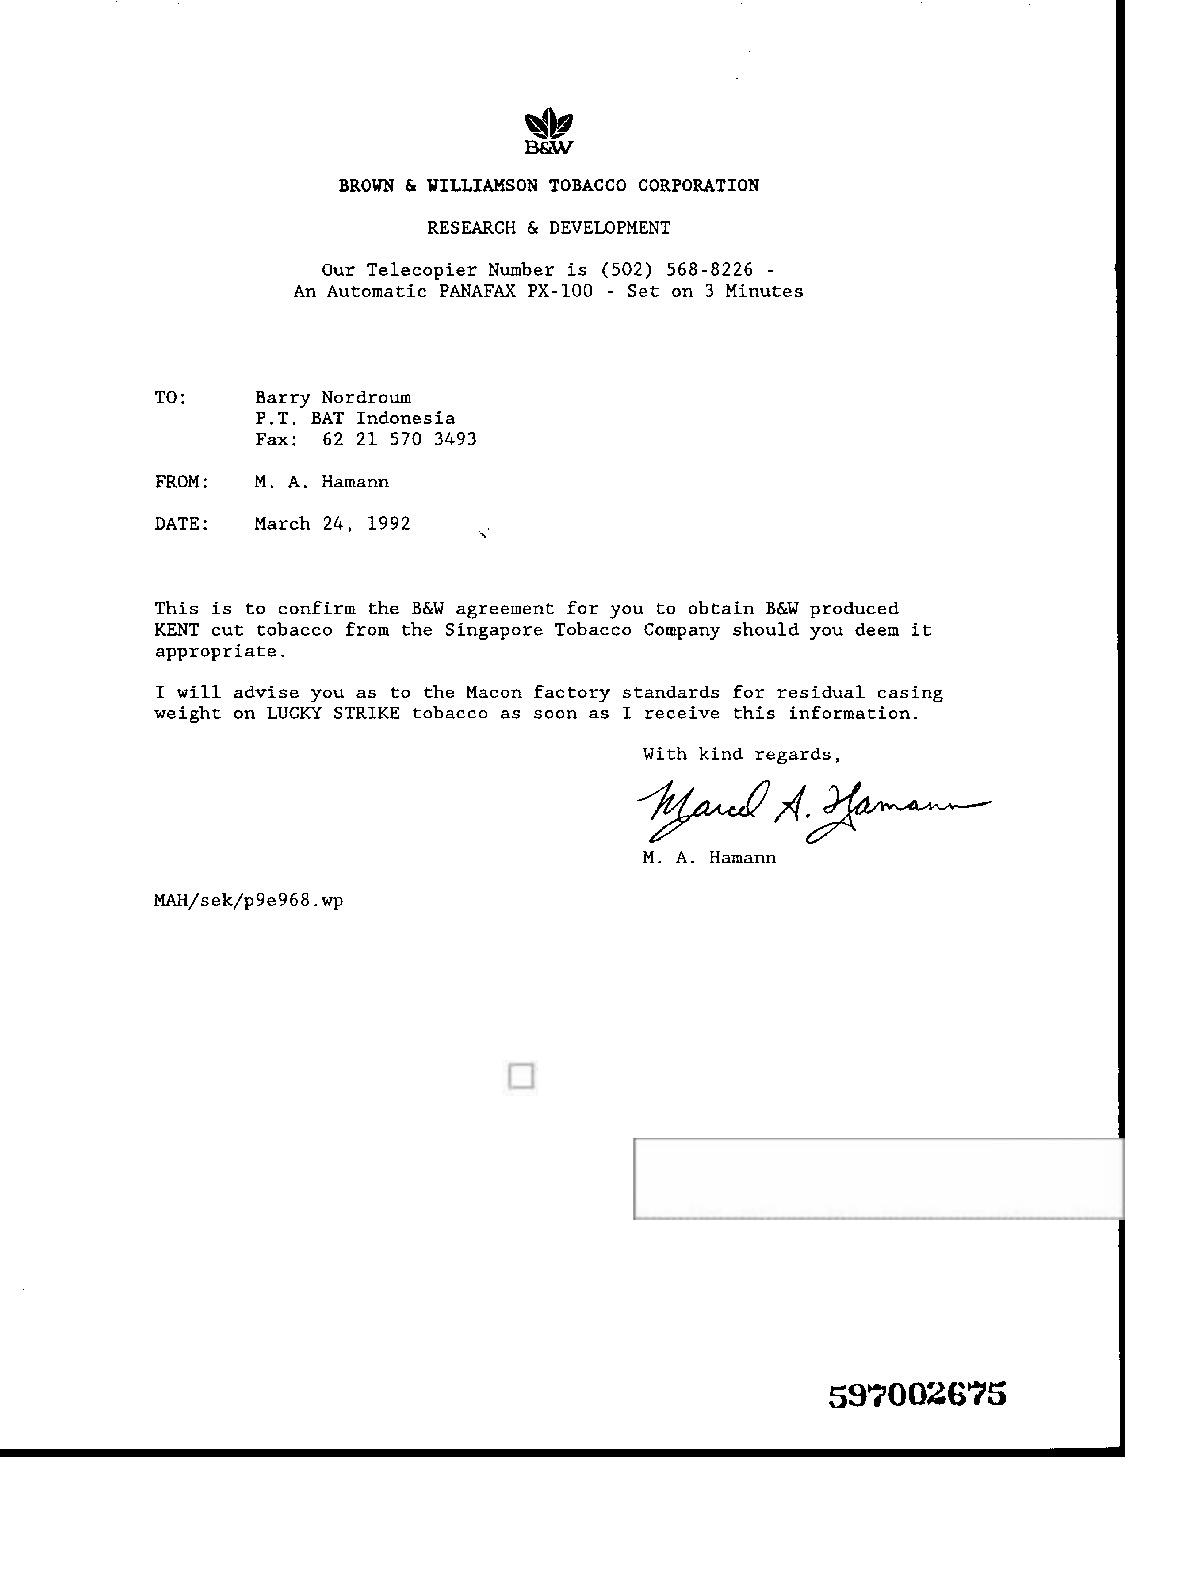 B&W
BROWN & WILLIAMSON TOBACCO CORPORATION
RESEARCH & DEVELOPMENT
Our Telecopier Number is (502) 568-8226 -
An Automatic PANAFAX PX-100 - Set on 3 Minutes
TO: Barry Nordroum
P.T. BAT Indonesia
Fax: 62 21 570 3493
FROM: M. A. Hamann
DATE: March 24, 1992
This is to confirm the B&W agreement for you to obtain B&W produced
KENT cut tobacco from the Singapore Tobacco Company should you deem it
appropriate.
I will advise you as to the Macon factory standards for residual casing
weight on LUCKY STRIKE tobacco as soon as I receive this information.
With kind regards,
Marcel A. Hamann
M. A. Hamann
MAH/sek/p9e968.wp
597002675